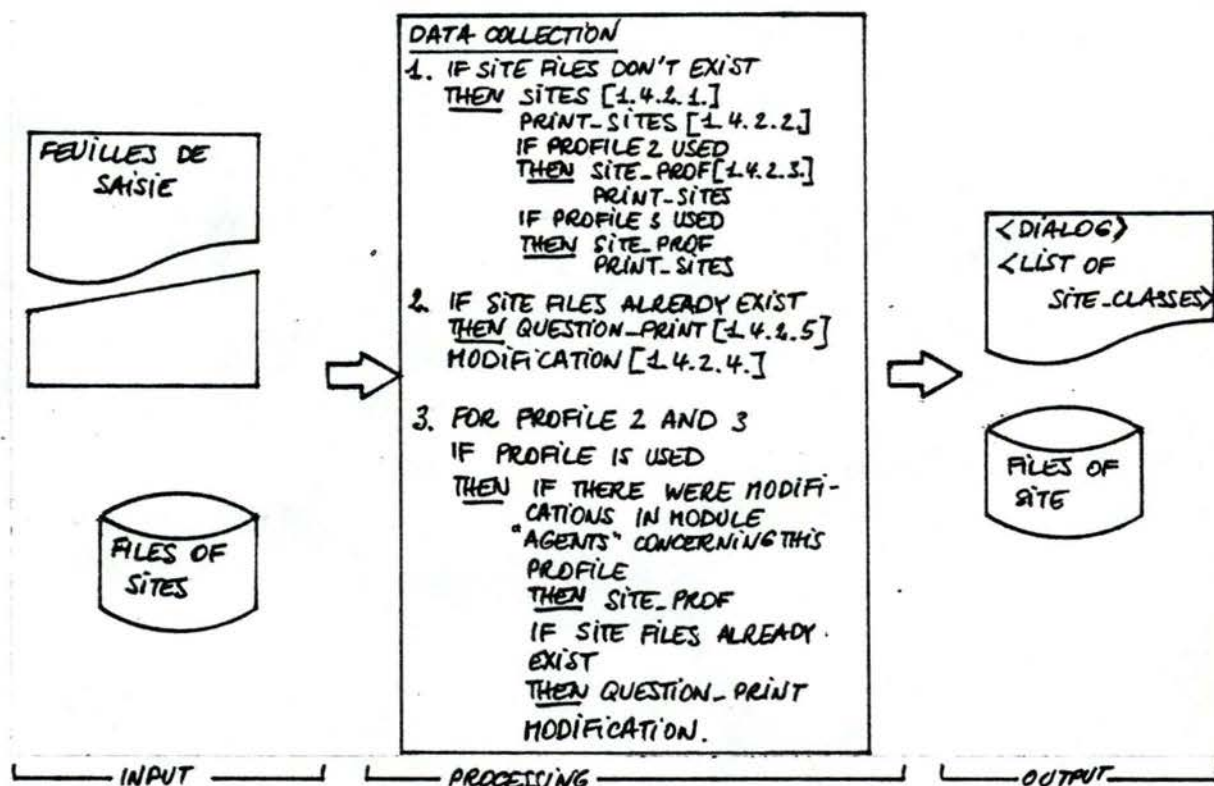 FEUILLES DE
SAISIE
FILES OF
SITES
DATA COLLECTION
1. IF SITE FILES DON'T EXIST
THEN SITES [1.4.2.1.]
PRINT_SITES [1.4.2.2.]
IF PROFILE 2 USED
THEN SITE_PROF [1.4.2.3.]
PRINT_SITES
IF PROFILE 3 USED
THEN SITE_PROF
PRINT_SITES
2. IF SITE FILES ALREADY EXIST
THEN QUESTION_PRINT [1.4.2.5]
MODIFICATION [1.4.2.4.]
3. FOR PROFILE 2 AND 3
IF PROFILE IS USED
THEN IF THERE WERE MODIFI-
CATIONS IN MODULE
"AGENTS" CONCERNING THIS
PROFILE
THEN SITE_PROF
IF SITE FILES ALREADY
EXIST
THEN QUESTION_PRINT
MODIFICATION.
<DIALOG>
<LIST OF
SITE_CLASSES>
FILES OF
SITE
INPUT
PROCESSING
OUTPUT